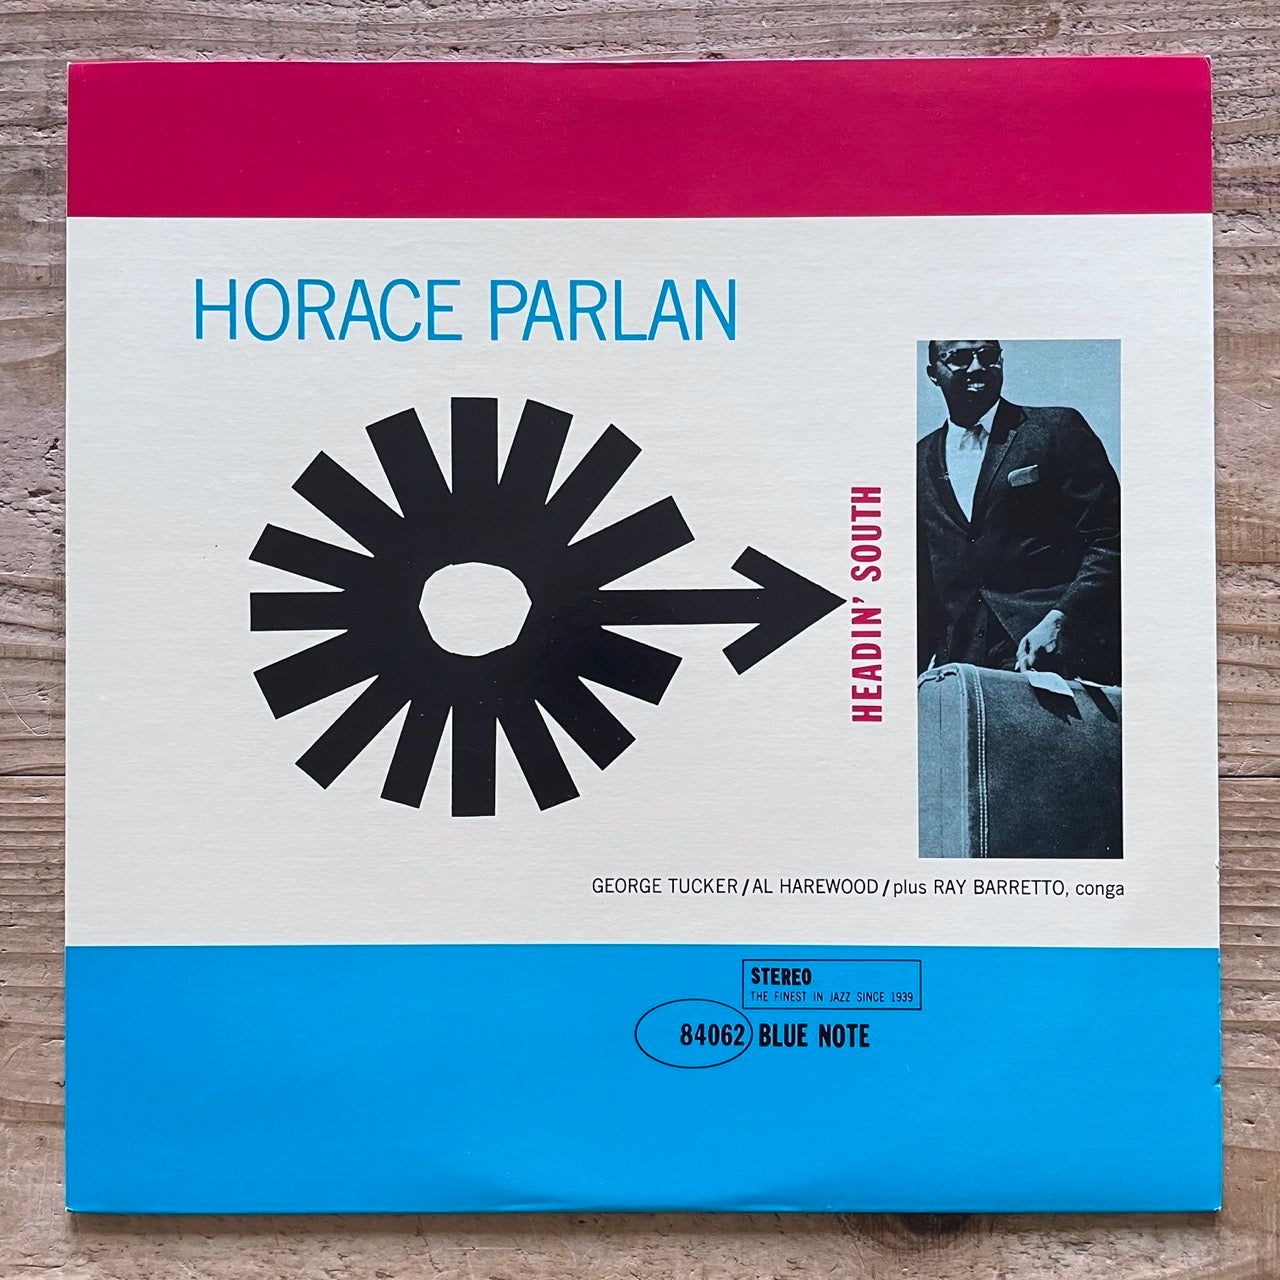 HORACE PARLAN
HEADIN' SOUTH
GEORGE TUCKER/AL HAREWOOD/plus RAY BARRETTO, conga
STEREO
THE FINEST IN JAZZ SINCE 1939
84062 BLUE NOTE